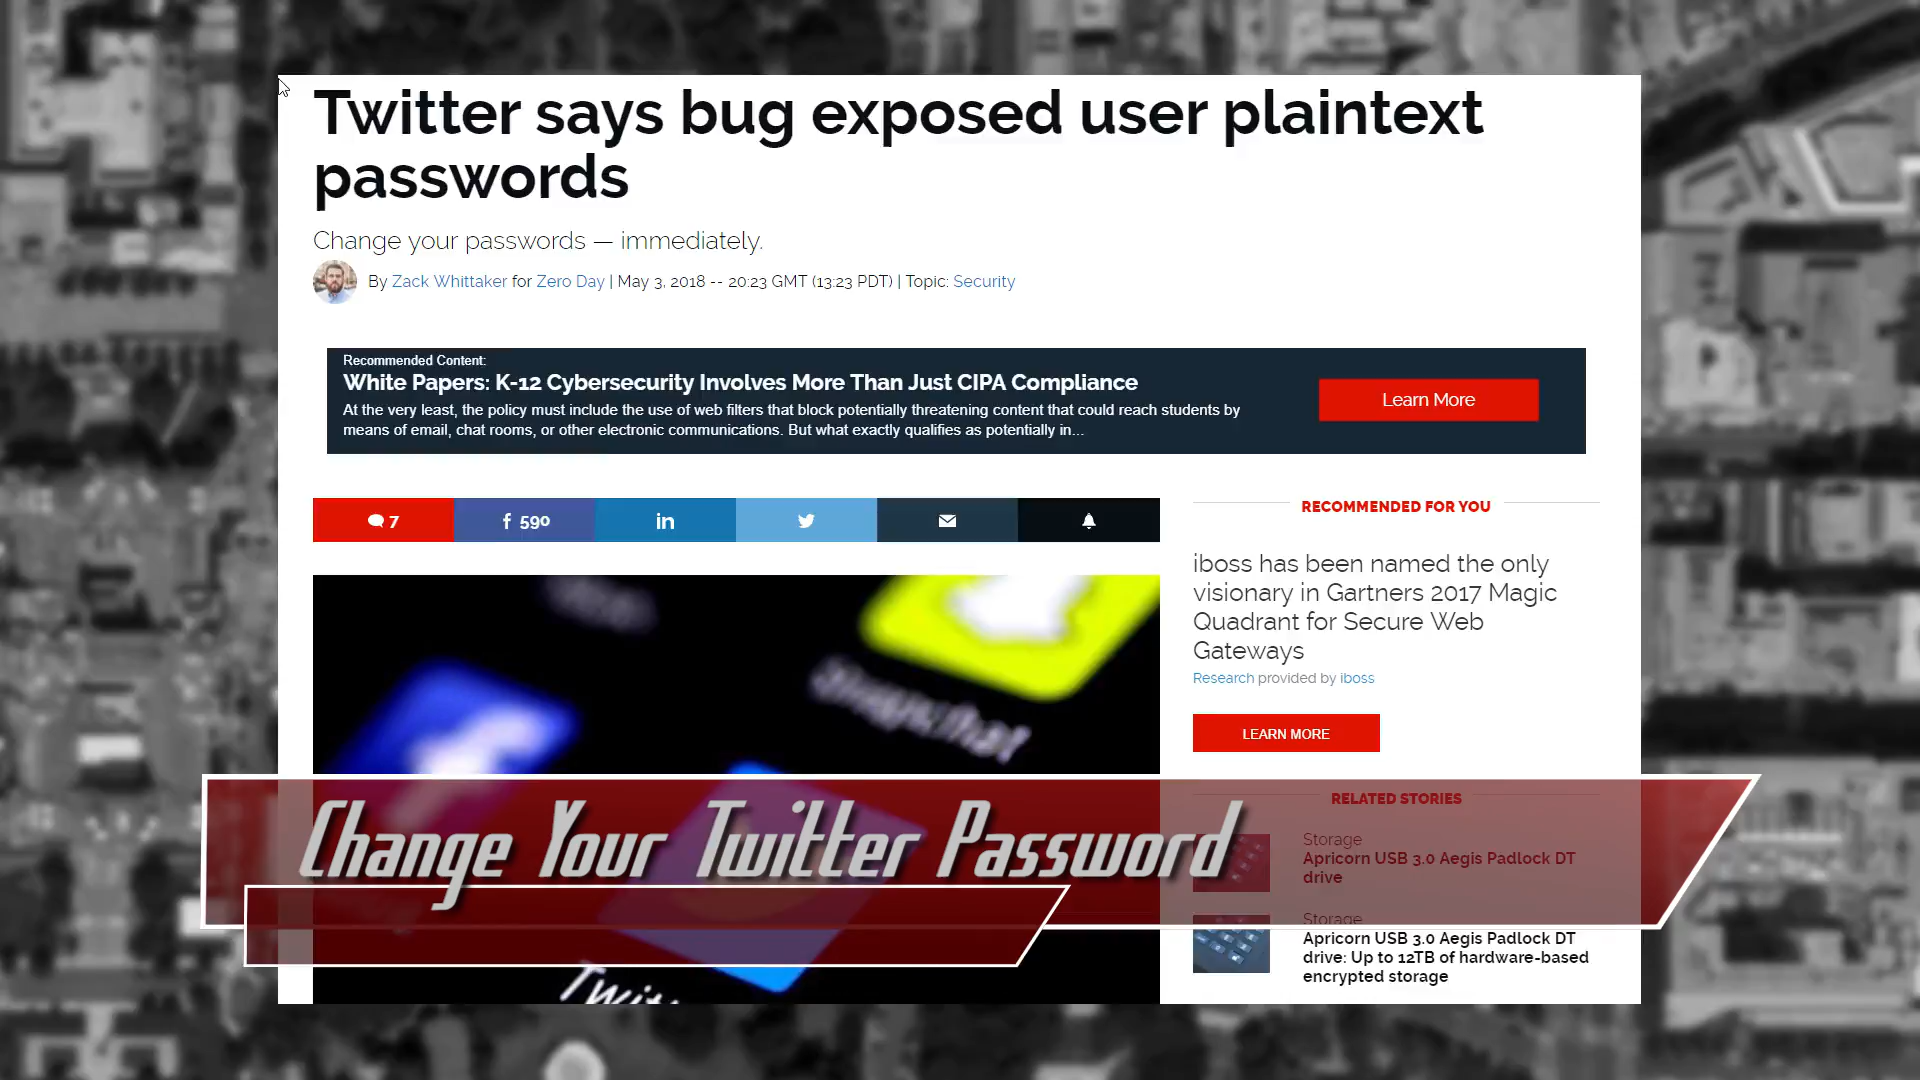 Twitter says bug exposed user plaintext
passwords
Change your passwords — immediately.
By Zack Whittaker for Zero Day | May 3, 2018 -- 20:23 GMT (13:23 PDT) | Topic: Security
Recommended Content:
White Papers: K-12 Cybersecurity Involves More Than Just CIPA Compliance
At the very least, the policy must include the use of web filters that block potentially threatening content that could reach students by
means of email, chat rooms, or other electronic communications. But what exactly qualifies as potentially in...
Learn More
7
590
RECOMMENDED FOR YOU
iboss has been named the only
visionary in Gartners 2017 Magic
Quadrant for Secure Web
Gateways
Research provided by iboss
LEARN MORE
snapchat
RELATED STORIES
Storage
Apricorn USB 3.0 Aegis Padlock DT
drive
Storage
Apricorn USB 3.0 Aegis Padlock DT
drive: Up to 12TB of hardware-based
encrypted storage
Change Your Twitter Password